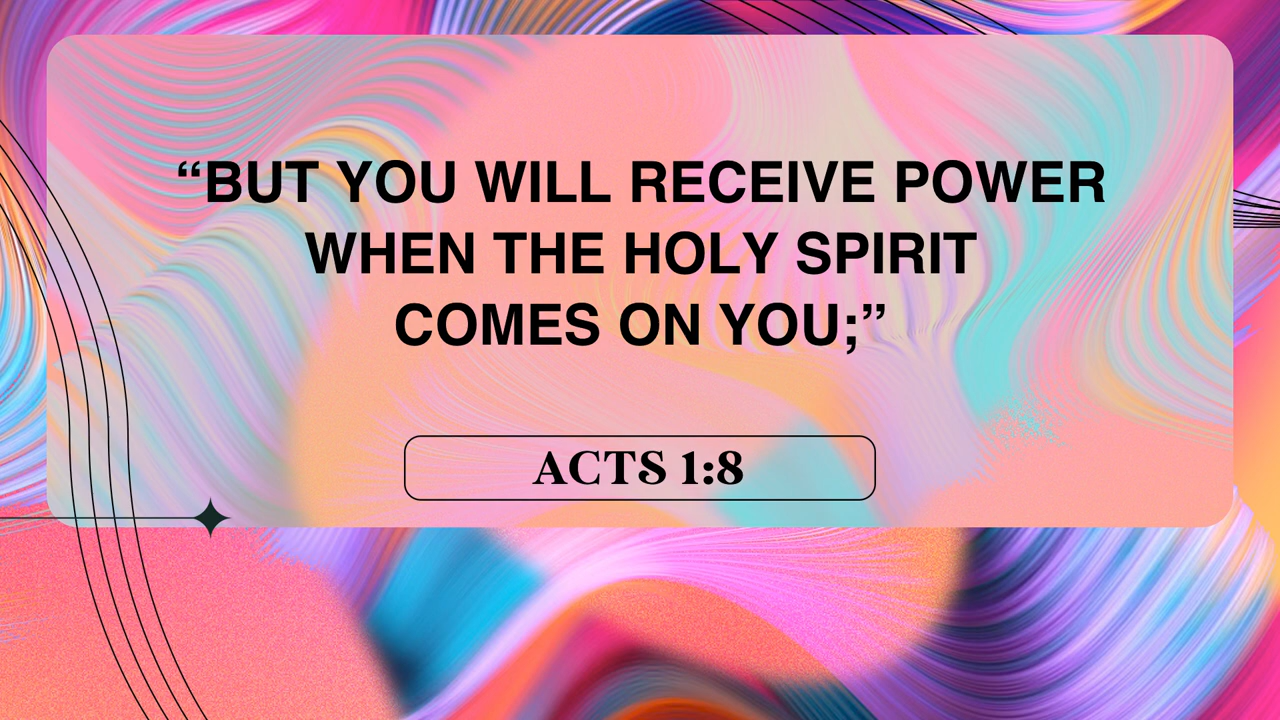 “BUT YOU WILL RECEIVE POWER
WHEN THE HOLY SPIRIT
COMES ON YOU;”
ACTS 1:8